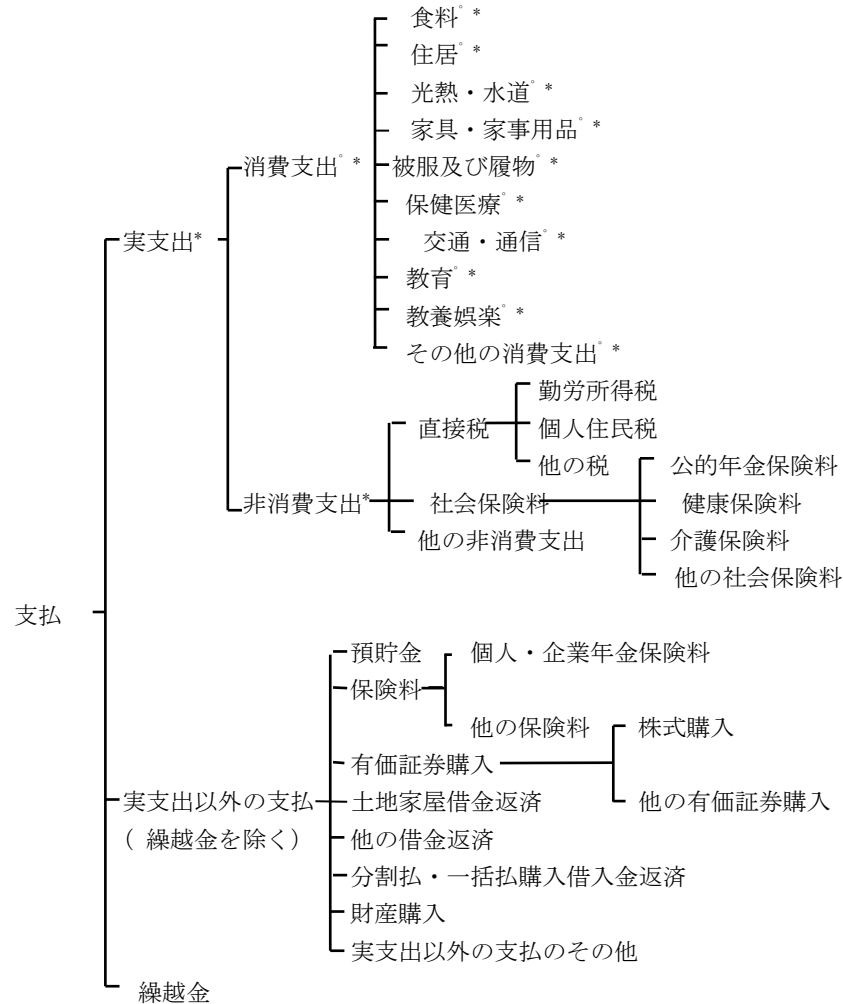 食料゜*
住居゜*
光熱・水道゜*
家具・家事用品゜*
消費支出゜*
被服及び履物゜*
保健医療゜*
実支出*
交通・通信゜*
教育゜*
教養娯楽゜*
その他の消費支出゜*
勤労所得税
直接税
個人住民税
他の税
公的年金保険料
非消費支出*
社会保険料
健康保険料
他の非消費支出
介護保険料
他の社会保険料
支払
預貯金
個人・企業年金保険料
保険料
他の保険料
株式購入
有価証券購入
実支出以外の支払
土地家屋借金返済
他の有価証券購入
( 繰越金を除く)
他の借金返済
分割払・一括払購入借入金返済
財産購入
実支出以外の支払のその他
繰越金